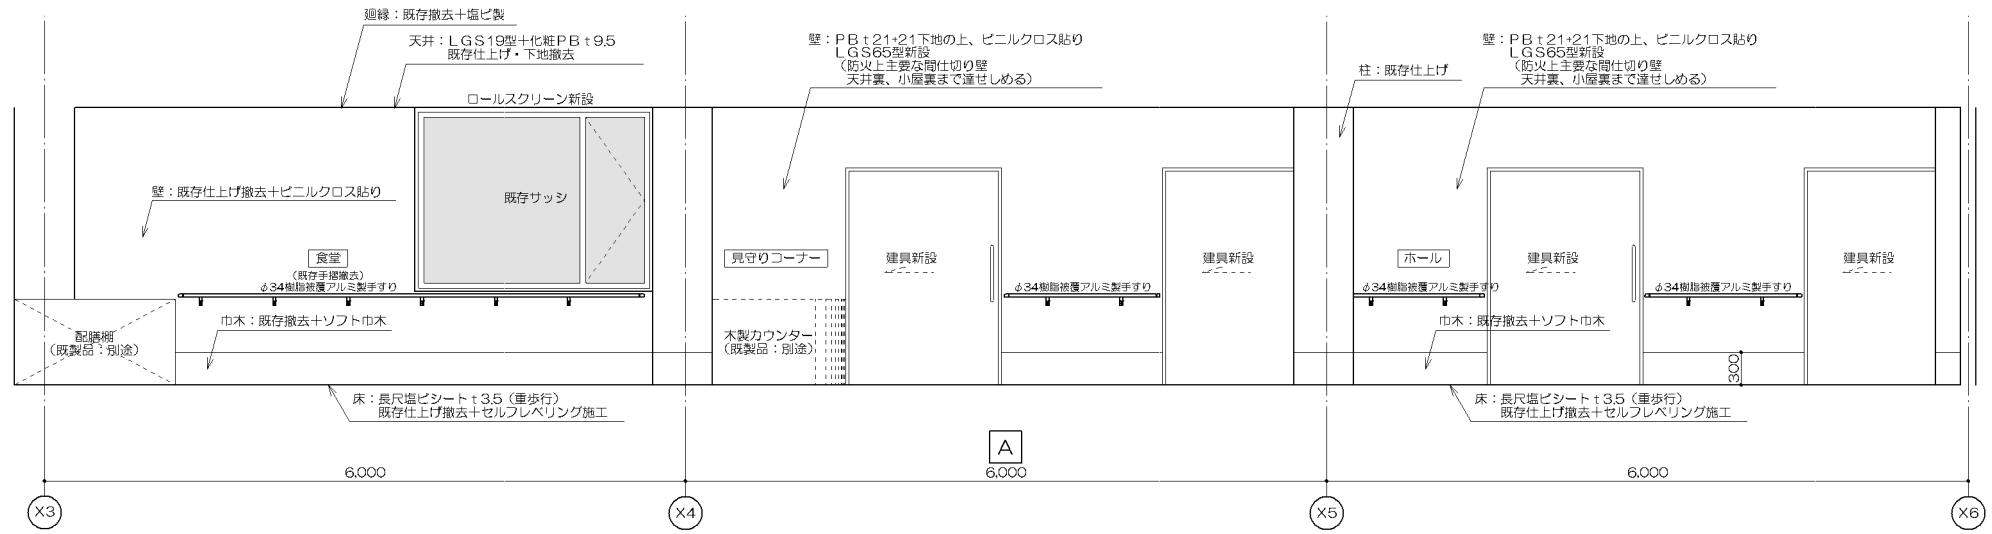 廻縁：既存撤去＋塩ビ製
天井：ＬＧＳ19型＋化粧ＰＢｔ9.5
既存仕上げ・下地撤去
ロールスクリーン新設
壁：ＰＢｔ21+21下地の上、ビニルクロス貼り
ＬＧＳ65型新設
（防火上主要な間仕切り壁
天井裏、小屋裏まで達せしめる）
柱：既存仕上げ
壁：ＰＢｔ21+21下地の上、ビニルクロス貼り
ＬＧＳ65型新設
（防火上主要な間仕切り壁
天井裏、小屋裏まで達せしめる）
壁：既存仕上げ撤去＋ビニルクロス貼り
既存サッシ
食堂
（既存手摺撤去）
φ34樹脂被覆アルミ製手すり
見守りコーナー
建具新設
建具新設
ホール
建具新設
建具新設
φ34樹脂被覆アルミ製手すり
φ34樹脂被覆アルミ製手すり
φ34樹脂被覆アルミ製手すり
配膳棚
（既製品：別途）
巾木：既存撤去＋ソフト巾木
木製カウンター
（既製品：別途）
巾木：既存撤去＋ソフト巾木
300
床：長尺塩ビシートｔ3.5（重歩行）
既存仕上げ撤去＋セルフレベリング施工
床：長尺塩ビシートｔ3.5（重歩行）
既存仕上げ撤去＋セルフレベリング施工
A
6,000
6,000
6,000
X3
X4
X5
X6